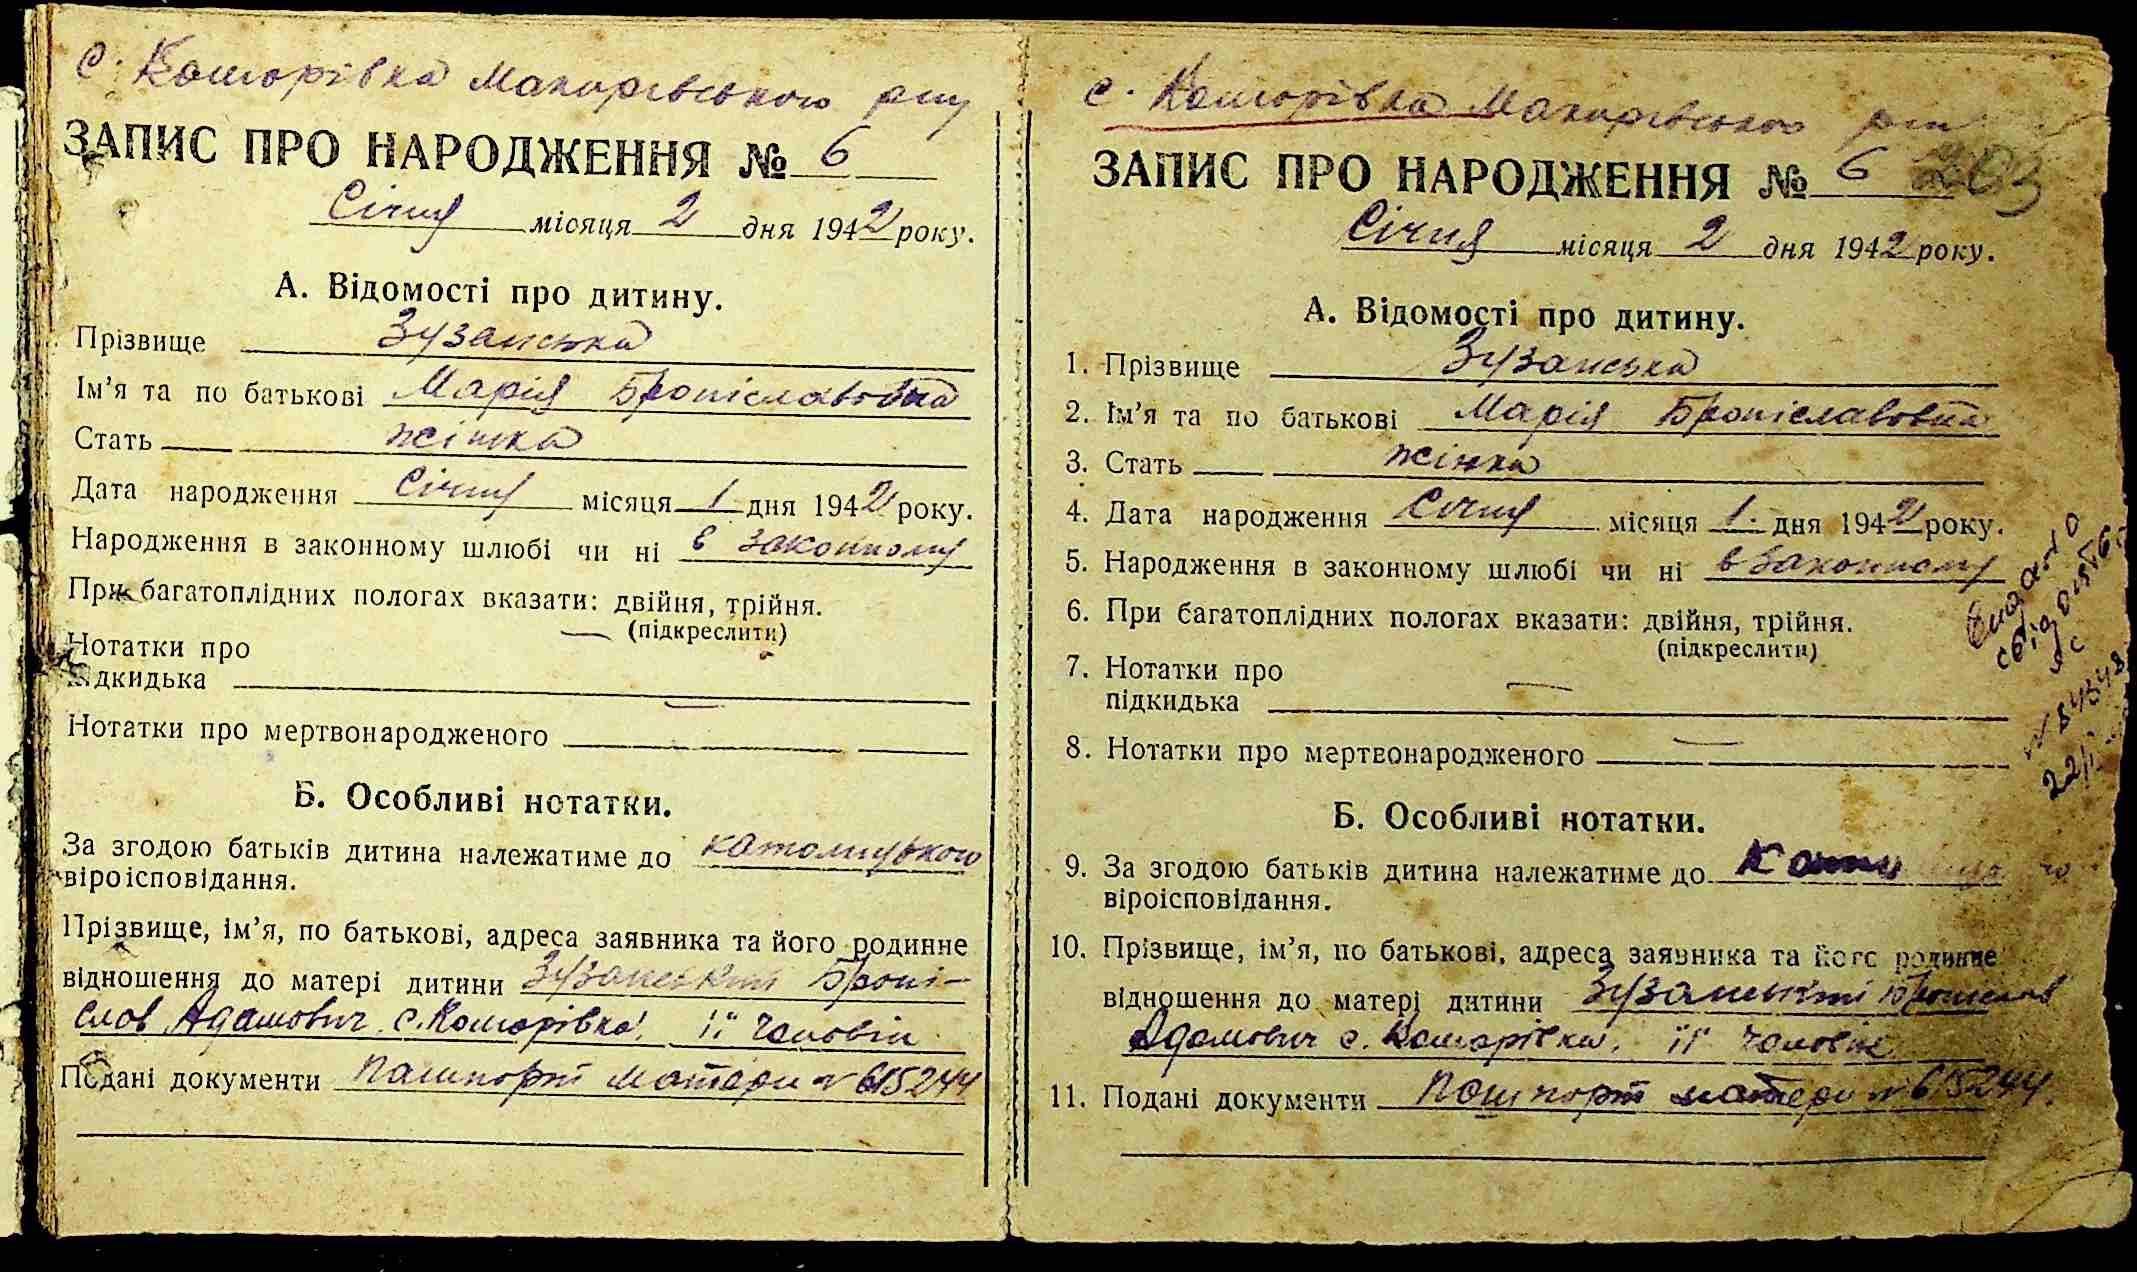 с. Коморівка Макарівського р-ну
ЗАПИС ПРО НАРОДЖЕННЯ № 6
Січня місяця 2 дня 1942 року.
А. Відомості про дитину.
Прізвище Зузанська
Ім’я та по батькові Марія Броніславовна
Стать жінка
Дата народження Січня місяця 1 дня 1942 року.
Народження в законному шлюбі чи ні в законному
При багатоплідних пологах вказати: двійня, трійня.
(підкреслити)
Нотатки про
підкидька —
Нотатки про мертвонародженого —
Б. Особливі нотатки.
За згодою батьків дитина належатиме до католицького
віроісповідання.
Прізвище, ім’я, по батькові, адреса заявника та його родинне
відношення до матері дитини Зузанський Броні-
слав Адамович с. Коморівка, її чоловік
Подані документи пашпорт матери № 615244
с. Коморівка Макарівського р-ну
ЗАПИС ПРО НАРОДЖЕННЯ № 6 203
Січня місяця 2 дня 1942 року.
А. Відомості про дитину.
1. Прізвище Зузанська
2. Ім’я та по батькові Марія Броніславовна
3. Стать жінка
4. Дата народження Січня місяця 1. дня 1942 року.
5. Народження в законному шлюбі чи ні в законному
6. При багатоплідних пологах вказати: двійня, трійня.
(підкреслити)
7. Нотатки про
підкидька —
8. Нотатки про мертвонародженого —
Б. Особливі нотатки.
9. За згодою батьків дитина належатиме до
віроісповідання.
10. Прізвище, ім’я, по батькові, адреса заявника та його родинне
відношення до матері дитини Зузанський Броніслав
Адамович с. Комарівка, її чоловік
11. Подані документи Пашпорт матери № 615244.
Видано